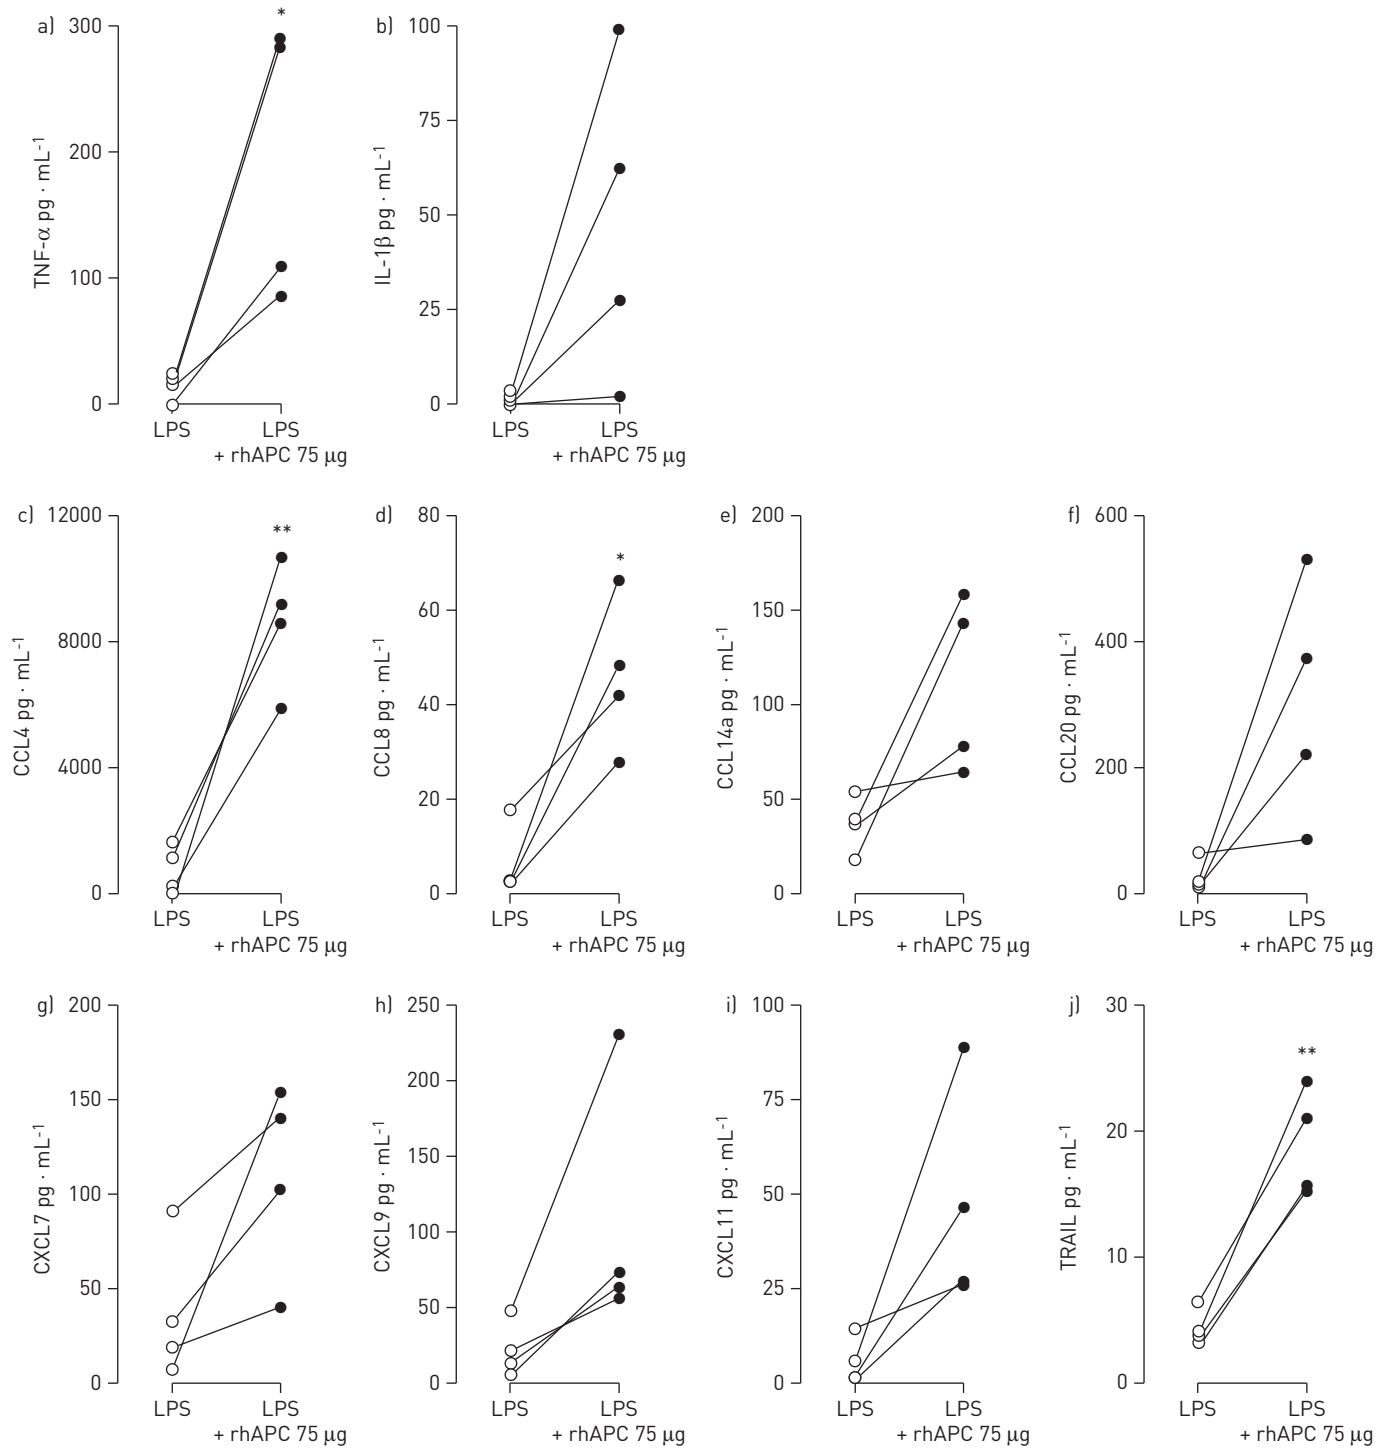 a)
300
200
100
0
TNF-α pg · mL⁻¹
*
LPS
LPS
+ rhAPC 75 μg
b)
100
75
50
25
0
IL-1β pg · mL⁻¹
LPS
LPS
+ rhAPC 75 μg
c)
12000
8000
4000
0
CCL4 pg · mL⁻¹
**
LPS
LPS
+ rhAPC 75 μg
d)
80
60
40
20
0
CCL8 pg · mL⁻¹
*
LPS
LPS
+ rhAPC 75 μg
e)
200
150
100
50
0
CCL14a pg · mL⁻¹
LPS
LPS
+ rhAPC 75 μg
f)
600
400
200
0
CCL20 pg · mL⁻¹
LPS
LPS
+ rhAPC 75 μg
g)
200
150
100
50
0
CXCL7 pg · mL⁻¹
LPS
LPS
+ rhAPC 75 μg
h)
250
200
150
100
50
0
CXCL9 pg · mL⁻¹
LPS
LPS
+ rhAPC 75 μg
i)
100
75
50
25
0
CXCL11 pg · mL⁻¹
LPS
LPS
+ rhAPC 75 μg
j)
30
20
10
0
TRAIL pg · mL⁻¹
**
LPS
LPS
+ rhAPC 75 μg